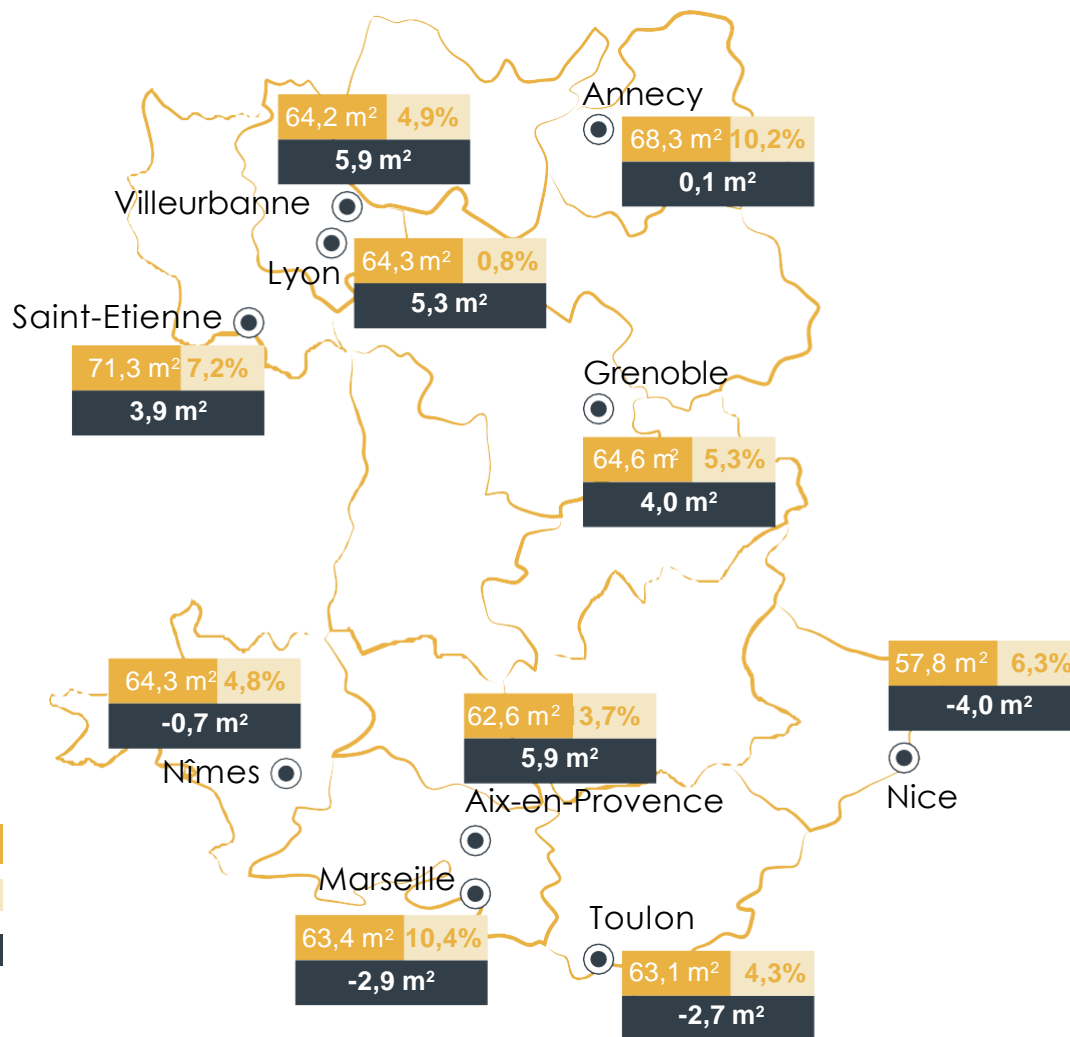 Annecy
68,3 m² 10,2%
0,1 m²
64,2 m² 4,9%
5,9 m²
Villeurbanne
Lyon
64,3 m² 0,8%
5,3 m²
Saint-Etienne
71,3 m² 7,2%
3,9 m²
Grenoble
64,6 m² 5,3%
4,0 m²
64,3 m² 4,8%
-0,7 m²
Nîmes
62,6 m² 3,7%
5,9 m²
Aix-en-Provence
57,8 m² 6,3%
-4,0 m²
Nice
Marseille
63,4 m² 10,4%
-2,9 m²
Toulon
63,1 m² 4,3%
-2,7 m²